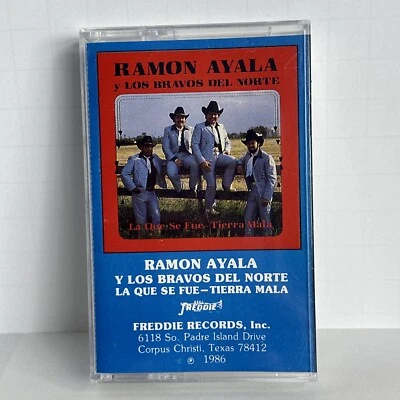 RAMON AYALA
Y LOS BRAVOS DEL NORTE
La Que Se Fue-Tierra Mala
RAMON AYALA
Y LOS BRAVOS DEL NORTE
LA QUE SE FUE—TIERRA MALA
FREDDIE
FREDDIE RECORDS, Inc.
6118 So. Padre Island Drive
Corpus Christi, Texas 78412
℗ 1986